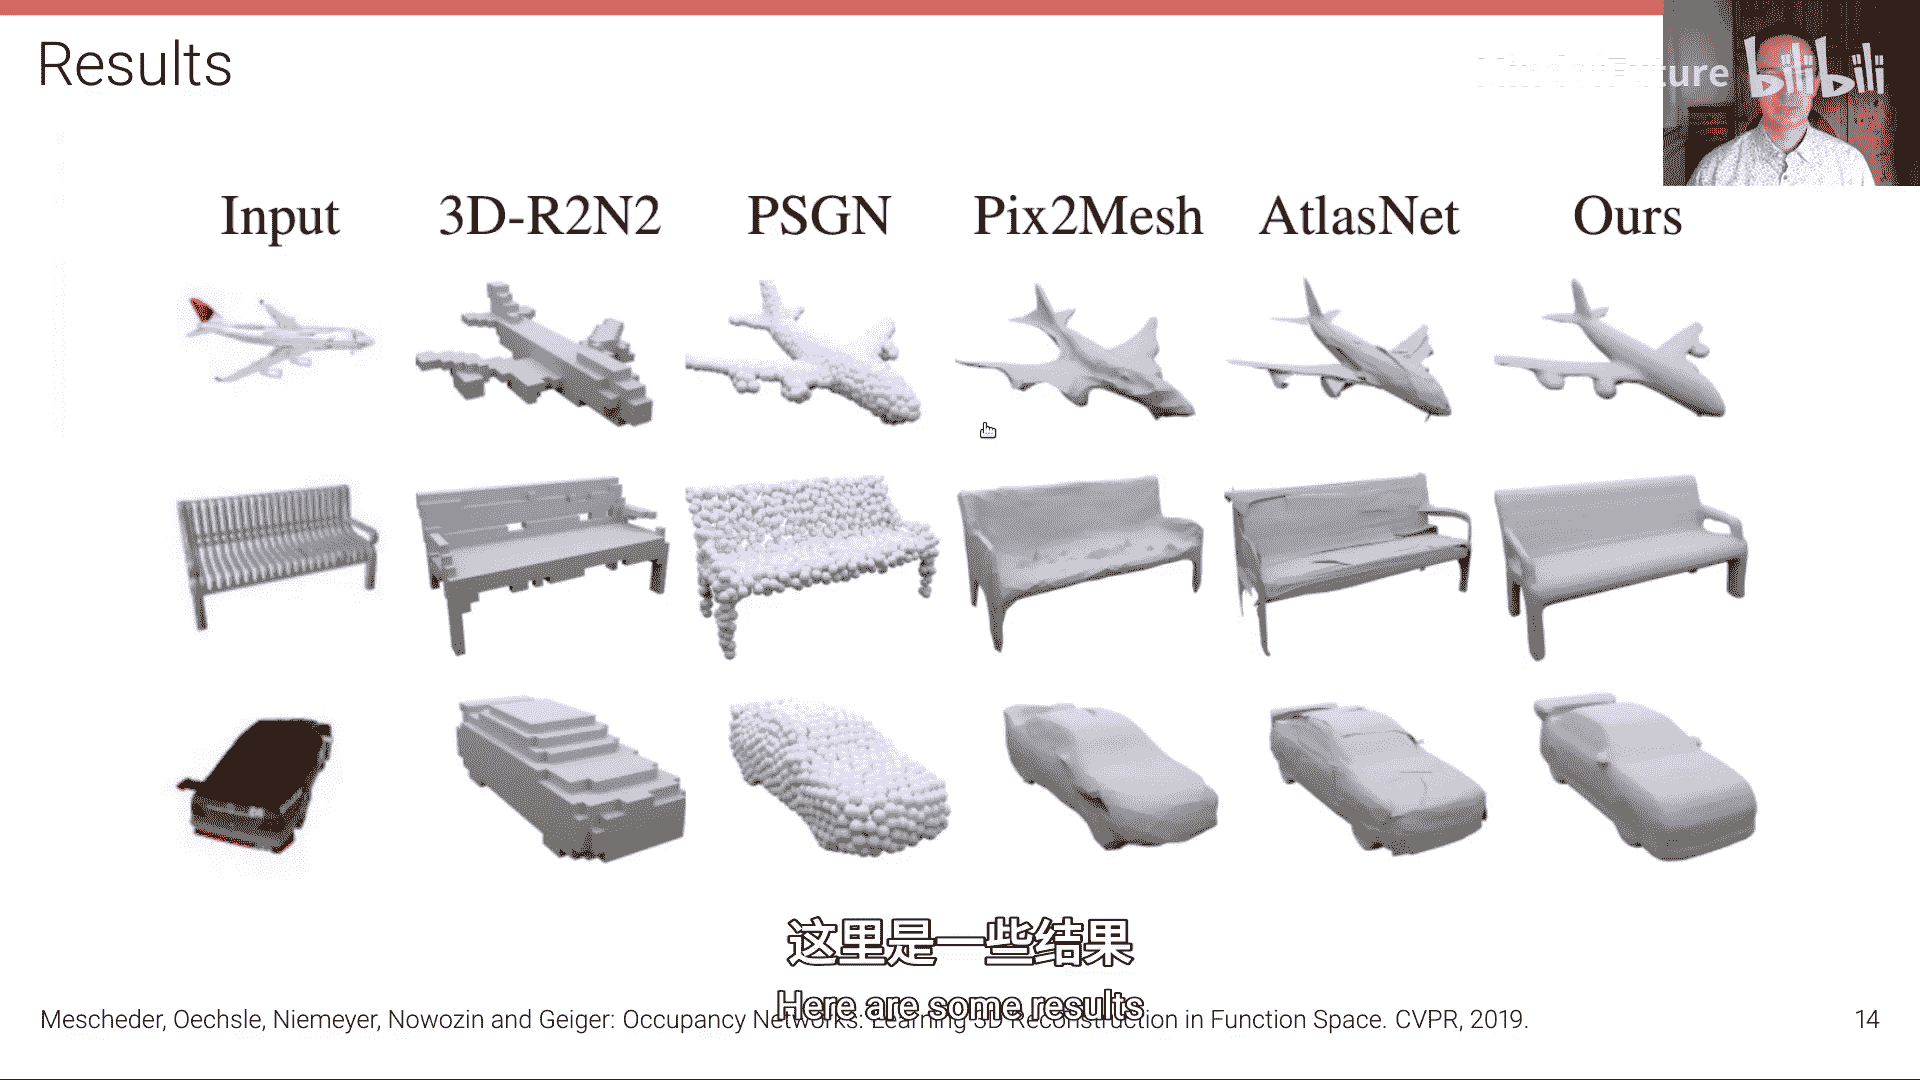 Results
ture bilibili
Input 3D-R2N2 PSGN Pix2Mesh AtlasNet Ours
这里是一些结果
Here are some results
Mescheder, Oechsle, Niemeyer, Nowozin and Geiger: Occupancy Networks: Learning 3D Reconstruction in Function Space. CVPR, 2019.
14